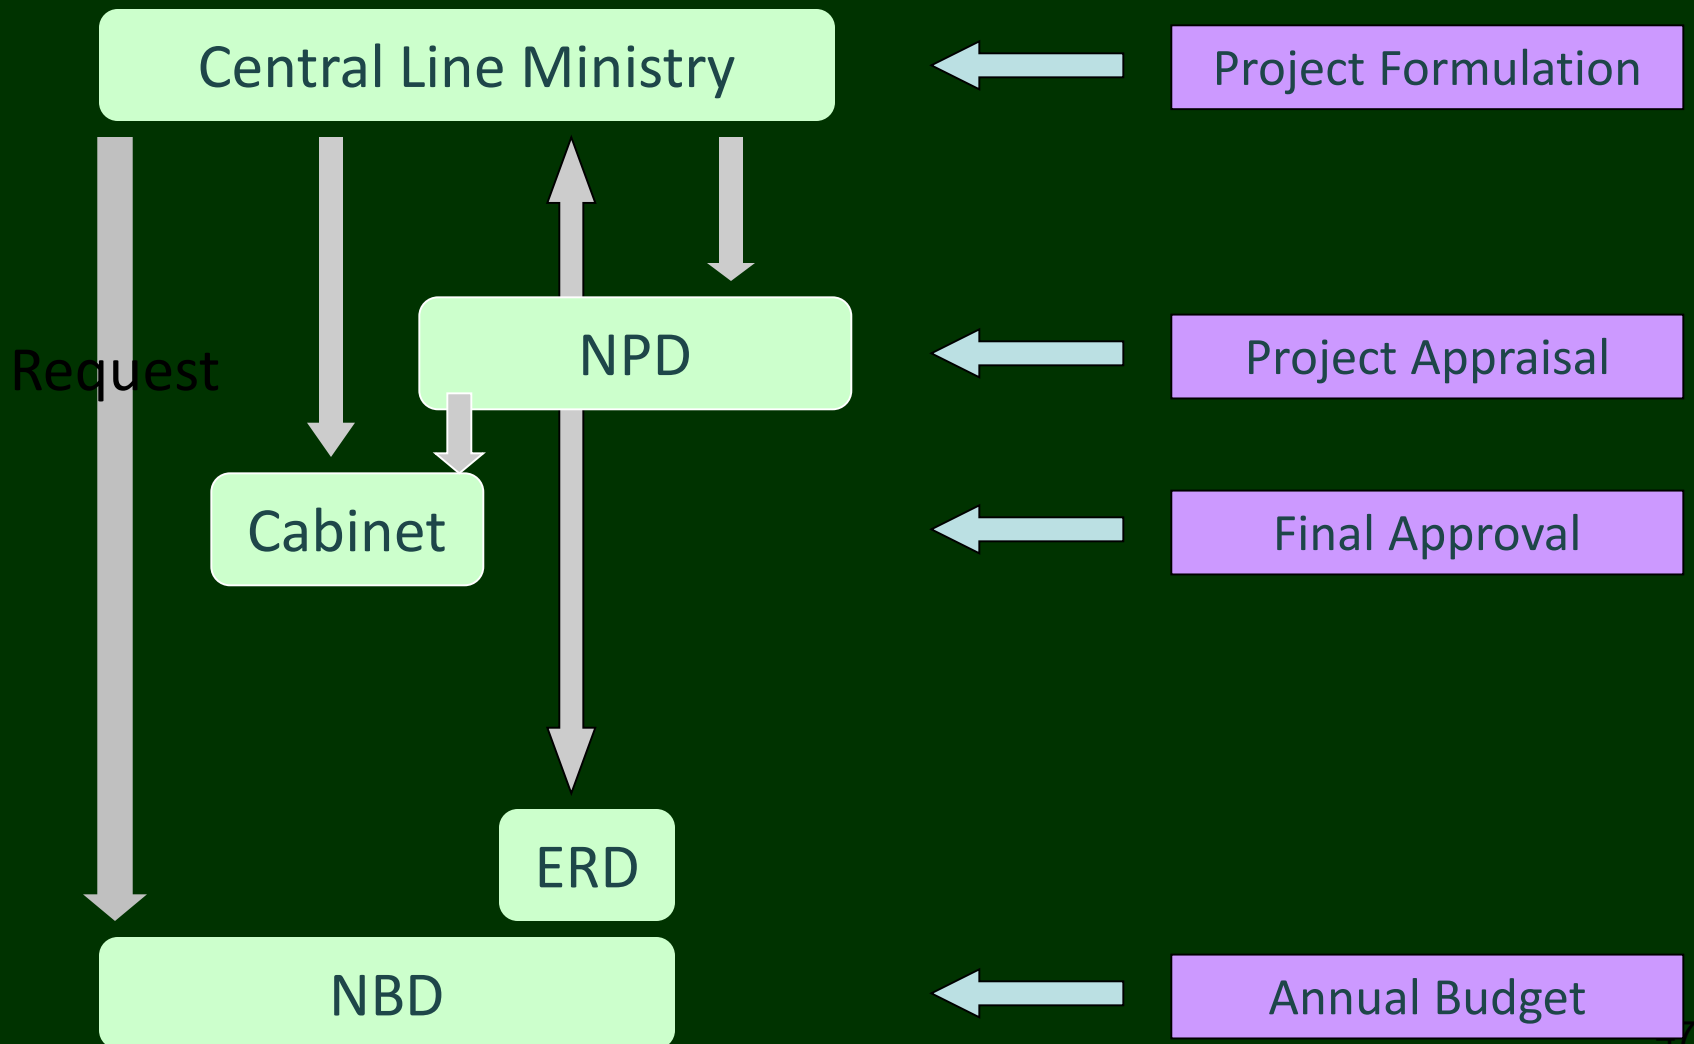 Central Line Ministry
Project Formulation
Request
NPD
Project Appraisal
Cabinet
Final Approval
ERD
NBD
Annual Budget